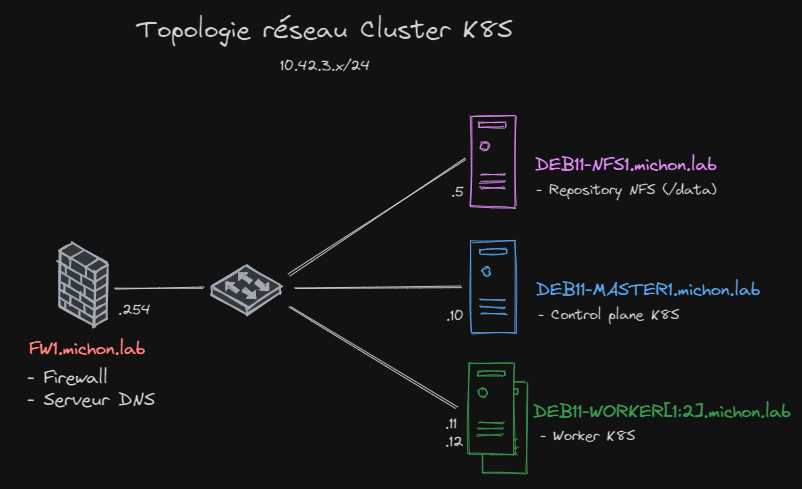 Topologie réseau Cluster K8S
10.42.3.x/24
DEB11-NFS1.michon.lab
- Repository NFS (/data)
.5
DEB11-MASTER1.michon.lab
- Control plane K8S
.10
.254
FW1.michon.lab
- Firewall
- Serveur DNS
DEB11-WORKER[1:2].michon.lab
- Worker K8S
.11
.12